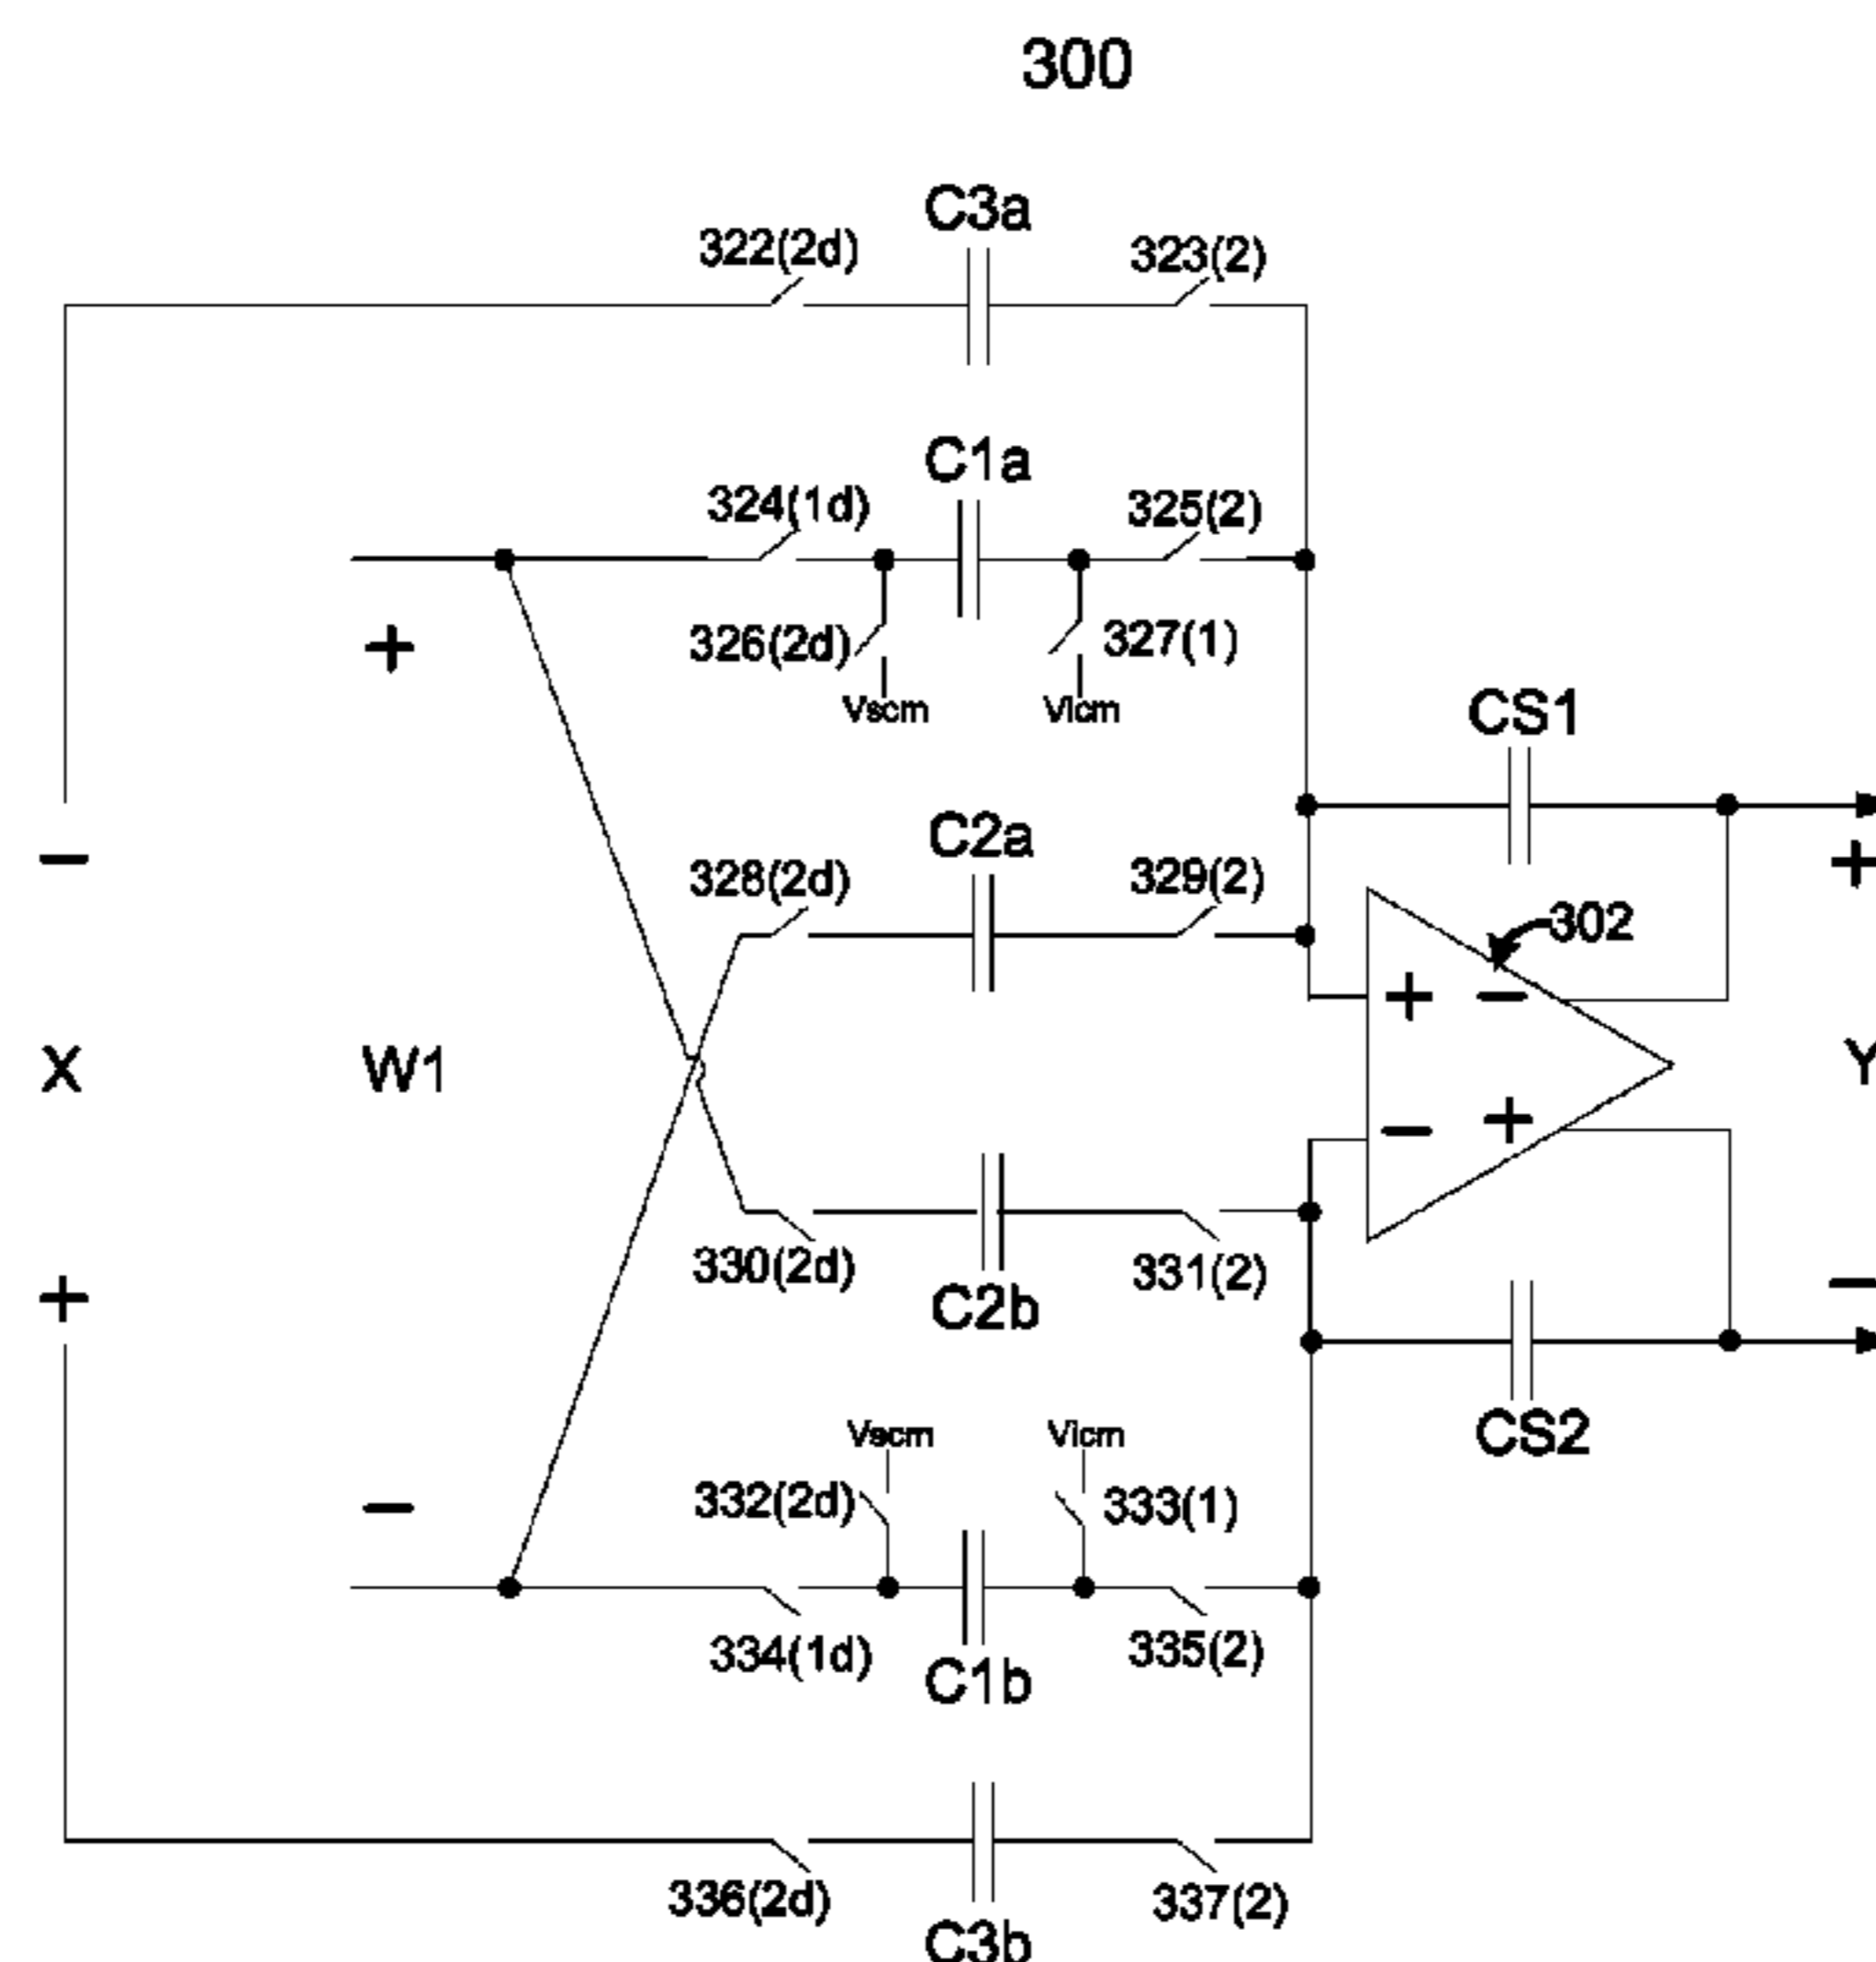 300
C3a
322(2d)
323(2)
C1a
324(1d)
325(2)
+
326(2d)
327(1)
Vscm
Vicm
CS1
C2a
−
328(2d)
329(2)
+
302
+
−
X
W1
Y
−
+
330(2d)
331(2)
+
−
C2b
CS2
Vscm
Vicm
−
332(2d)
333(1)
334(1d)
335(2)
C1b
336(2d)
337(2)
C3b